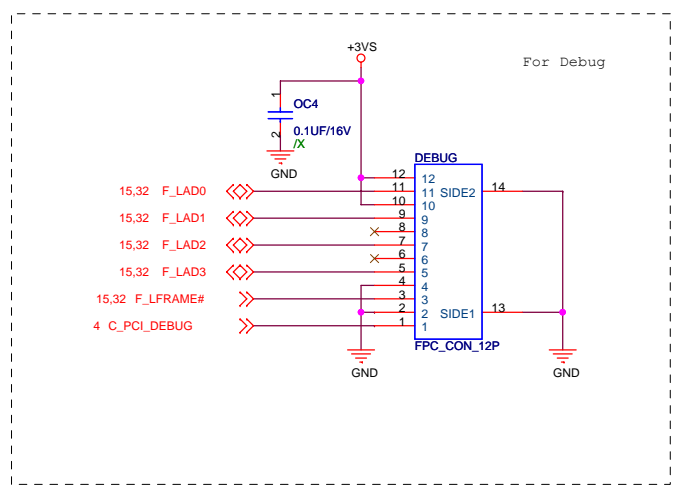 +3VS
For Debug
1
OC4
2
0.1UF/16V
/X
GND
DEBUG
12 12
15,32 F_LAD0 11 11 SIDE2 14
10 10
15,32 F_LAD1 9 9
8 8
15,32 F_LAD2 7 7
6 6
15,32 F_LAD3 5 5
4 4
15,32 F_LFRAME# 3 3
2 2 SIDE1 13
4 C_PCI_DEBUG 1 1
FPC_CON_12P
GND
GND